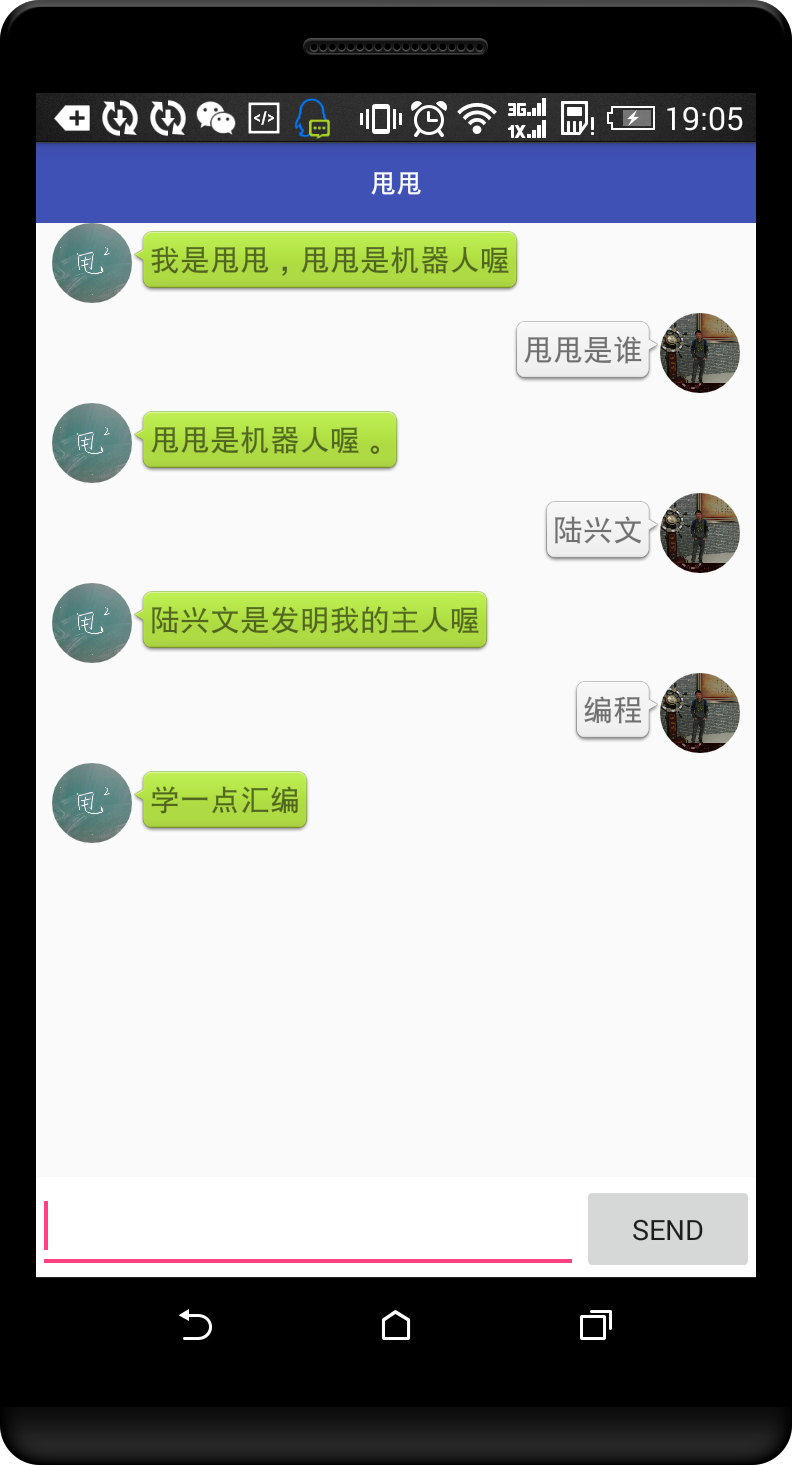 3G
1X
19:05
甩甩
甩2
我是甩甩，甩甩是机器人喔
甩甩是谁
甩2
甩甩是机器人喔。
陆兴文
甩2
陆兴文是发明我的主人喔
编程
甩2
学一点汇编
SEND